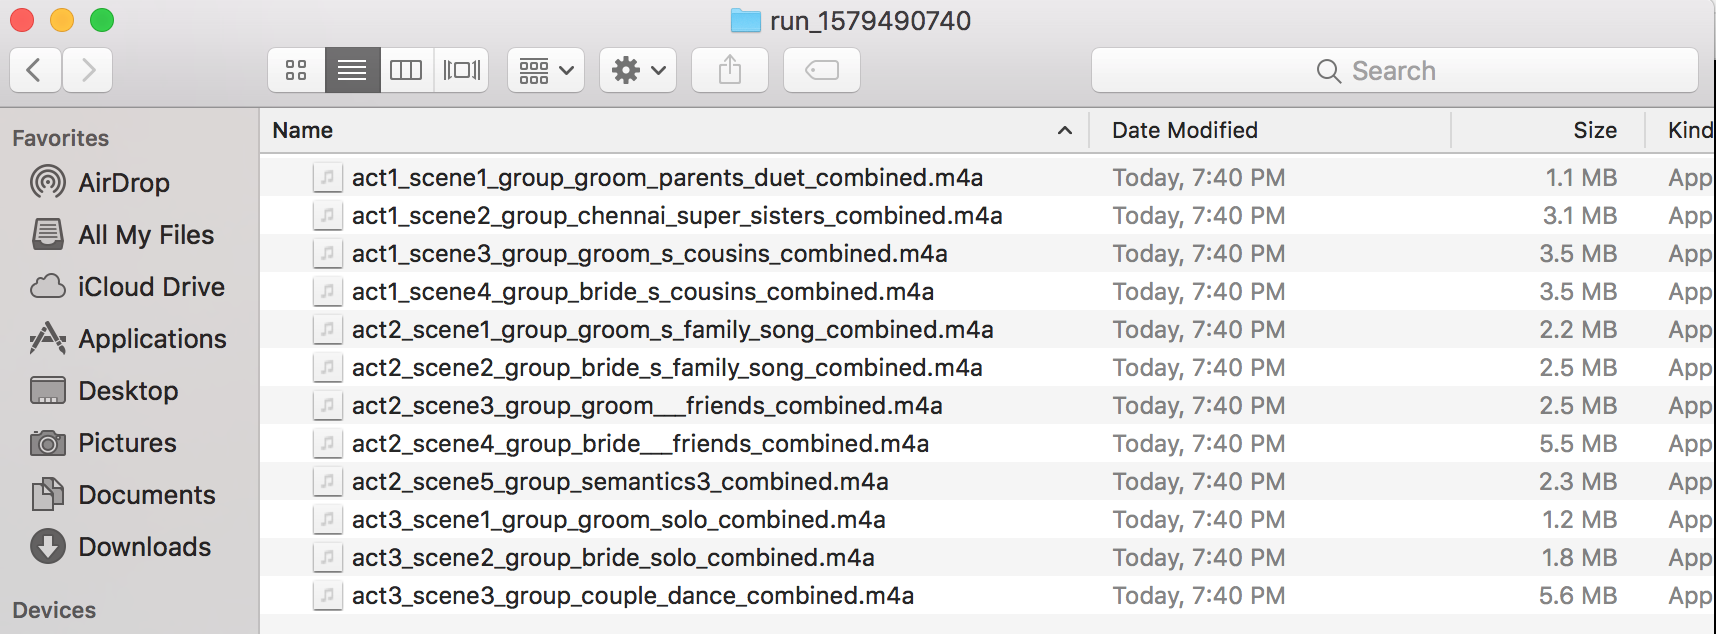 run_1579490740
Search
Favorites
AirDrop
All My Files
iCloud Drive
Applications
Desktop
Pictures
Documents
Downloads
Devices
Name Date Modified Size Kind
act1_scene1_group_groom_parents_duet_combined.m4a Today, 7:40 PM 1.1 MB App
act1_scene2_group_chennai_super_sisters_combined.m4a Today, 7:40 PM 3.1 MB App
act1_scene3_group_groom_s_cousins_combined.m4a Today, 7:40 PM 3.5 MB App
act1_scene4_group_bride_s_cousins_combined.m4a Today, 7:40 PM 3.5 MB App
act2_scene1_group_groom_s_family_song_combined.m4a Today, 7:40 PM 2.2 MB App
act2_scene2_group_bride_s_family_song_combined.m4a Today, 7:40 PM 2.5 MB App
act2_scene3_group_groom___friends_combined.m4a Today, 7:40 PM 2.5 MB App
act2_scene4_group_bride___friends_combined.m4a Today, 7:40 PM 5.5 MB App
act2_scene5_group_semantics3_combined.m4a Today, 7:40 PM 2.3 MB App
act3_scene1_group_groom_solo_combined.m4a Today, 7:40 PM 1.2 MB App
act3_scene2_group_bride_solo_combined.m4a Today, 7:40 PM 1.8 MB App
act3_scene3_group_couple_dance_combined.m4a Today, 7:40 PM 5.6 MB App